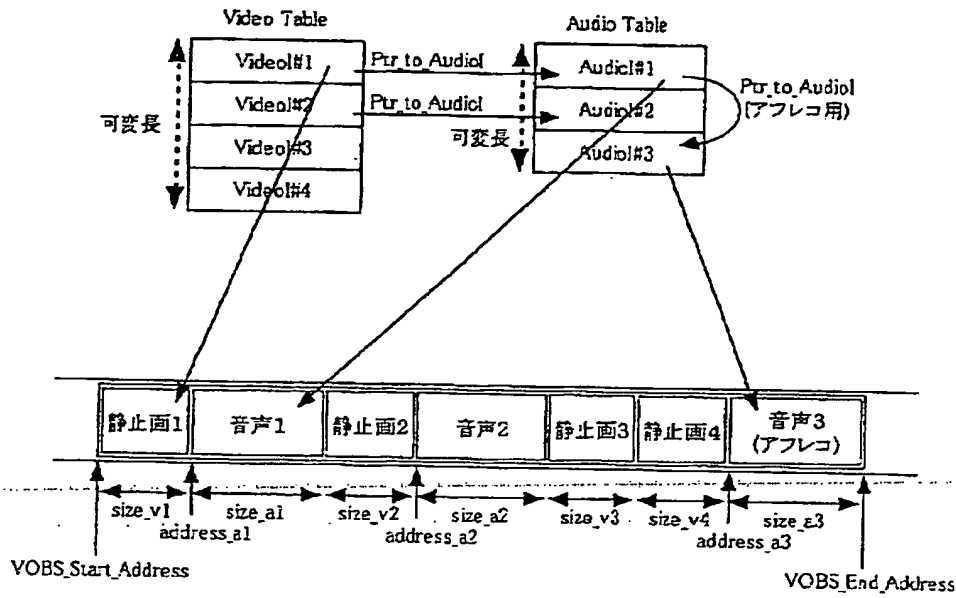 Video Table
VideoI#1
VideoI#2
VideoI#3
VideoI#4
可変長
Ptr_to_AudioI
Ptr_to_AudioI
Audio Table
AudioI#1
AudioI#2
AudioI#3
可変長
Ptr_to_AudioI
(アフレコ用)
静止画1
音声1
静止画2
音声2
静止画3
静止画4
音声3
(アフレコ)
size_v1
size_a1
size_v2
size_a2
size_v3
size_v4
size_a3
address_a1
address_a2
address_a3
VOBS_Start_Address
VOBS_End_Address